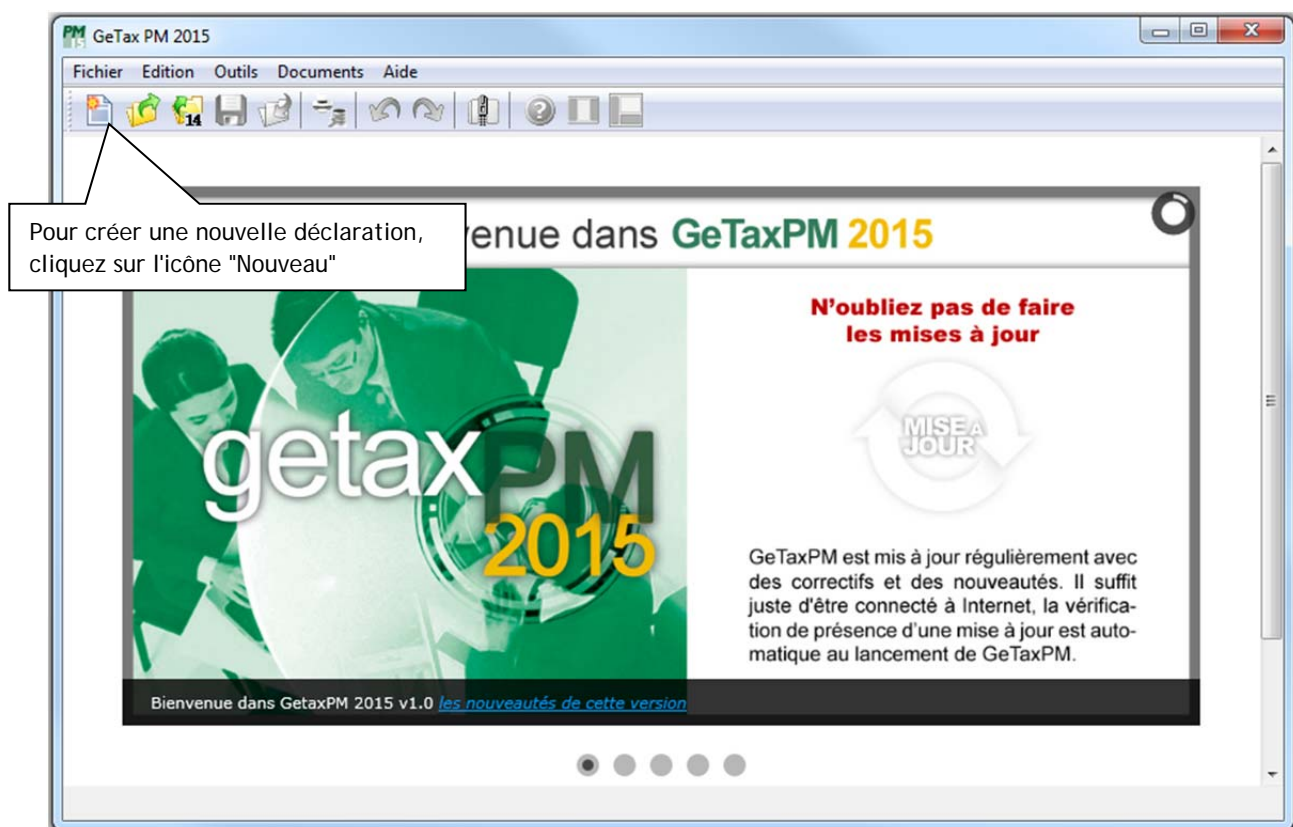 GeTax PM 2015
Fichier Edition Outils Documents Aide
14
Pour créer une nouvelle déclaration,
cliquez sur l'icône "Nouveau"
enue dans GeTaxPM 2015
N'oubliez pas de faire
les mises à jour
MISE A
JOUR
getaxPM
2015
GeTaxPM est mis à jour régulièrement avec
des correctifs et des nouveautés. Il suffit
juste d'être connecté à Internet, la vérifica-
tion de présence d'une mise à jour est auto-
matique au lancement de GeTaxPM.
Bienvenue dans GetaxPM 2015 v1.0 les nouveautés de cette version